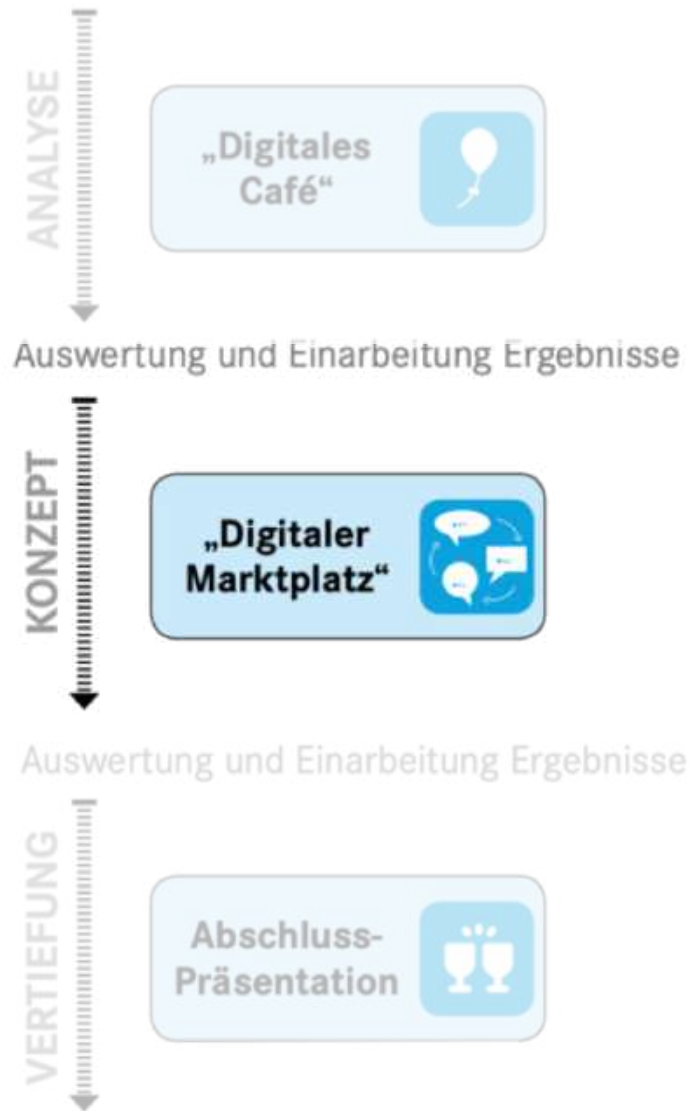 ANALYSE
„Digitales
Café“
Auswertung und Einarbeitung Ergebnisse
KONZEPT
„Digitaler
Marktplatz“
Auswertung und Einarbeitung Ergebnisse
VERTIEFUNG
Abschluss-
Präsentation